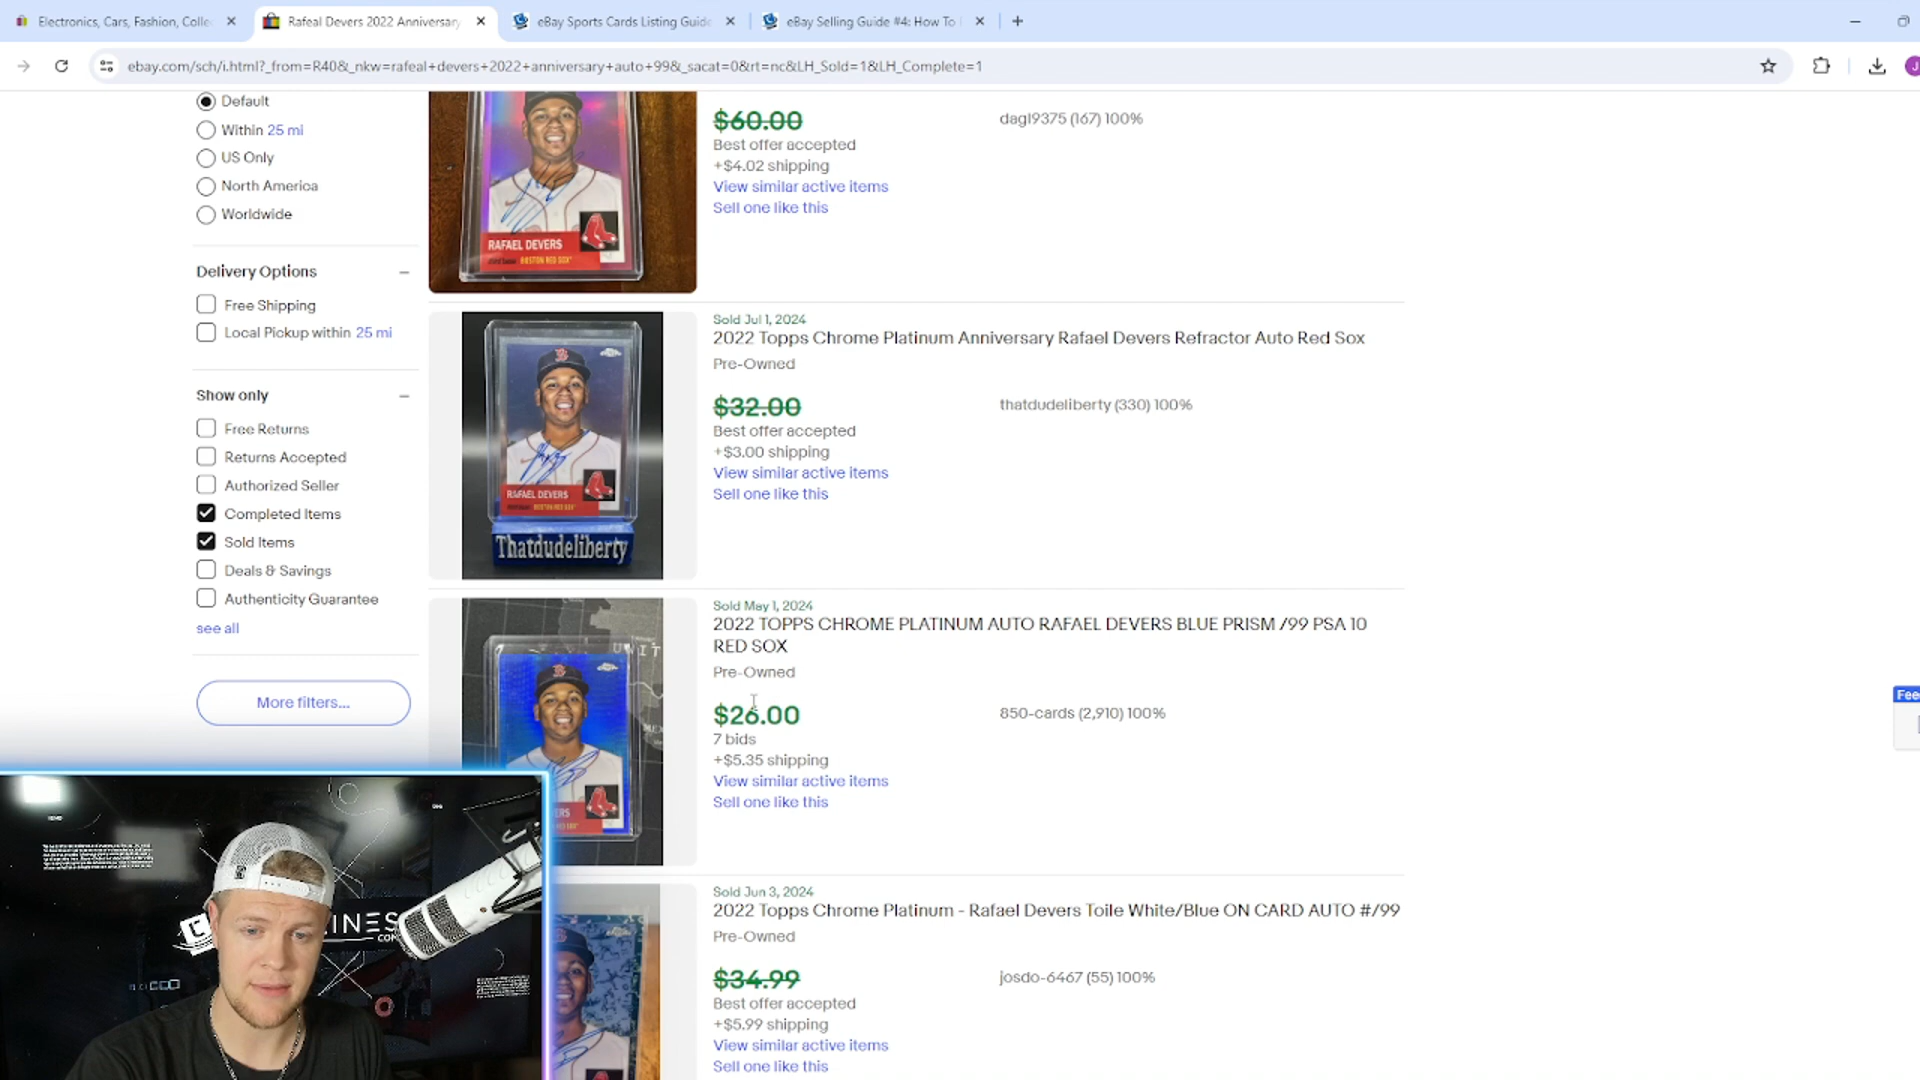 Electronics, Cars, Fashion, Colle
Rafeal Devers 2022 Anniversary
eBay Sports Cards Listing Guide
eBay Selling Guide #4: How To
ebay.com/sch/i.html?_from=R40&_nkw=rafeal+devers+2022+anniversary+auto+99&_sacat=0&rt=nc&LH_Sold=1&LH_Complete=1
Default
Within 25 mi
US Only
North America
Worldwide
Delivery Options
Free Shipping
Local Pickup within 25 mi
Show only
Free Returns
Returns Accepted
Authorized Seller
Completed Items
Sold Items
Deals & Savings
Authenticity Guarantee
see all
More filters...
RAFAEL DEVERS
BOSTON RED SOX
$60.00
dagl9375 (167) 100%
Best offer accepted
+$4.02 shipping
View similar active items
Sell one like this
RAFAEL DEVERS
BOSTON RED SOX
Thatdudeliberty
Sold Jul 1, 2024
2022 Topps Chrome Platinum Anniversary Rafael Devers Refractor Auto Red Sox
Pre-Owned
$32.00
thatdudeliberty (330) 100%
Best offer accepted
+$3.00 shipping
View similar active items
Sell one like this
Sold May 1, 2024
2022 TOPPS CHROME PLATINUM AUTO RAFAEL DEVERS BLUE PRISM /99 PSA 10
RED SOX
Pre-Owned
$26.00
850-cards (2,910) 100%
7 bids
+$5.35 shipping
View similar active items
Sell one like this
Sold Jun 3, 2024
2022 Topps Chrome Platinum - Rafael Devers Toile White/Blue ON CARD AUTO #/99
Pre-Owned
$34.99
josdo-6467 (55) 100%
Best offer accepted
+$5.99 shipping
View similar active items
Sell one like this
Fee
INES